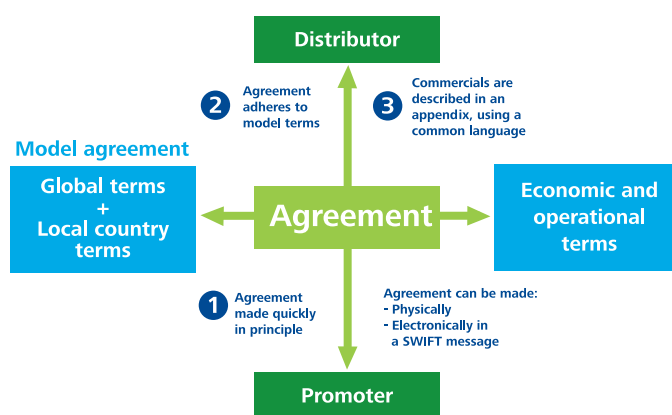 Distributor
2
Agreement
adheres to
model terms
3
Commercials are
described in an
appendix, using a
common language
Model agreement
Global terms
+
Local country
terms
Agreement
Economic and
operational
terms
1
Agreement
made quickly
in principle
Agreement can be made:
- Physically
- Electronically in
a SWIFT message
Promoter